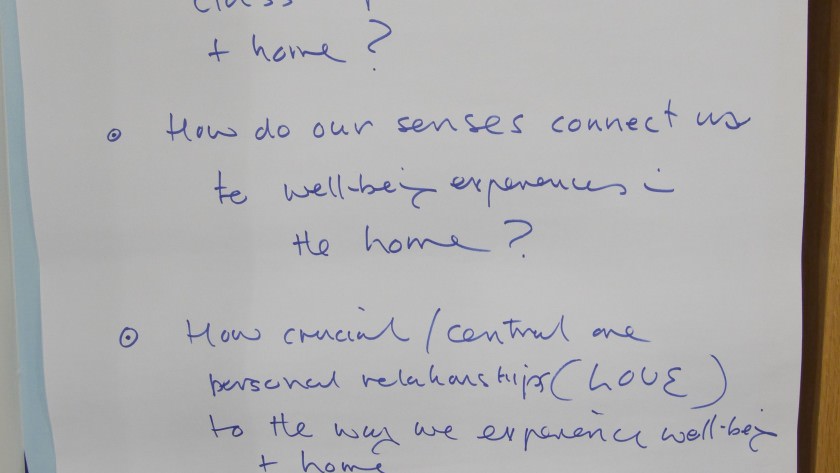 class
+ home?
⊙ How do our senses connect us
to well-being experiences in
the home?
⊙ How crucial/central are
personal relationships (LOVE)
to the way we experience well-being
+ home